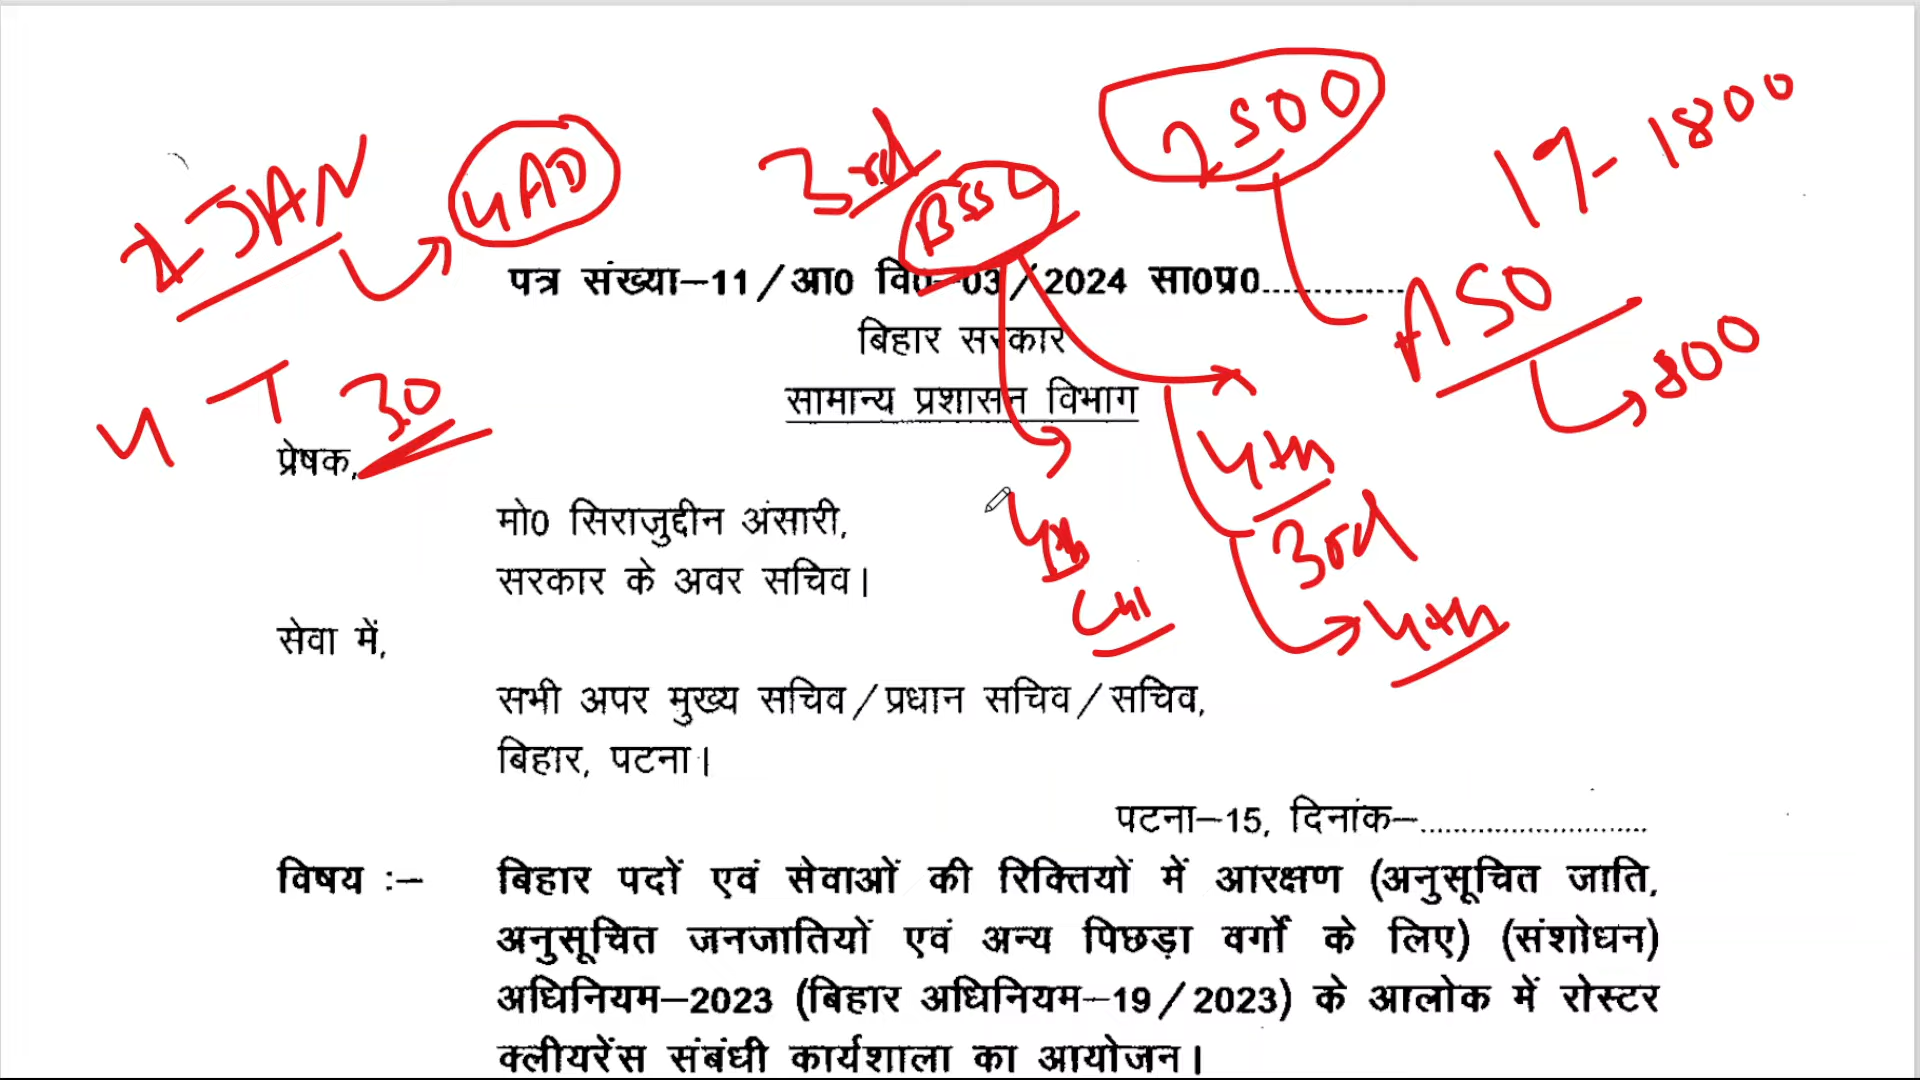 2500
17-1800
3rd
4AD
JAN
BSSC
पत्र संख्या–11/आ0 वि0–03/2024 सा0प्र0..............
ASO
बिहार सरकार
800
30
सामान्य प्रशासन विभाग
4 T
4th
प्रेषक,
मो0 सिराजुद्दीन अंसारी,
3rd
सरकार के अवर सचिव।
4th
सेवा में,
सभी अपर मुख्य सचिव/प्रधान सचिव/सचिव,
बिहार, पटना।
पटना–15, दिनांक–..........................
विषय :– बिहार पदों एवं सेवाओं की रिक्तियों में आरक्षण (अनुसूचित जाति,
अनुसूचित जनजातियों एवं अन्य पिछड़ा वर्गों के लिए) (संशोधन)
अधिनियम–2023 (बिहार अधिनियम–19/2023) के आलोक में रोस्टर
क्लीयरेंस संबंधी कार्यशाला का आयोजन।